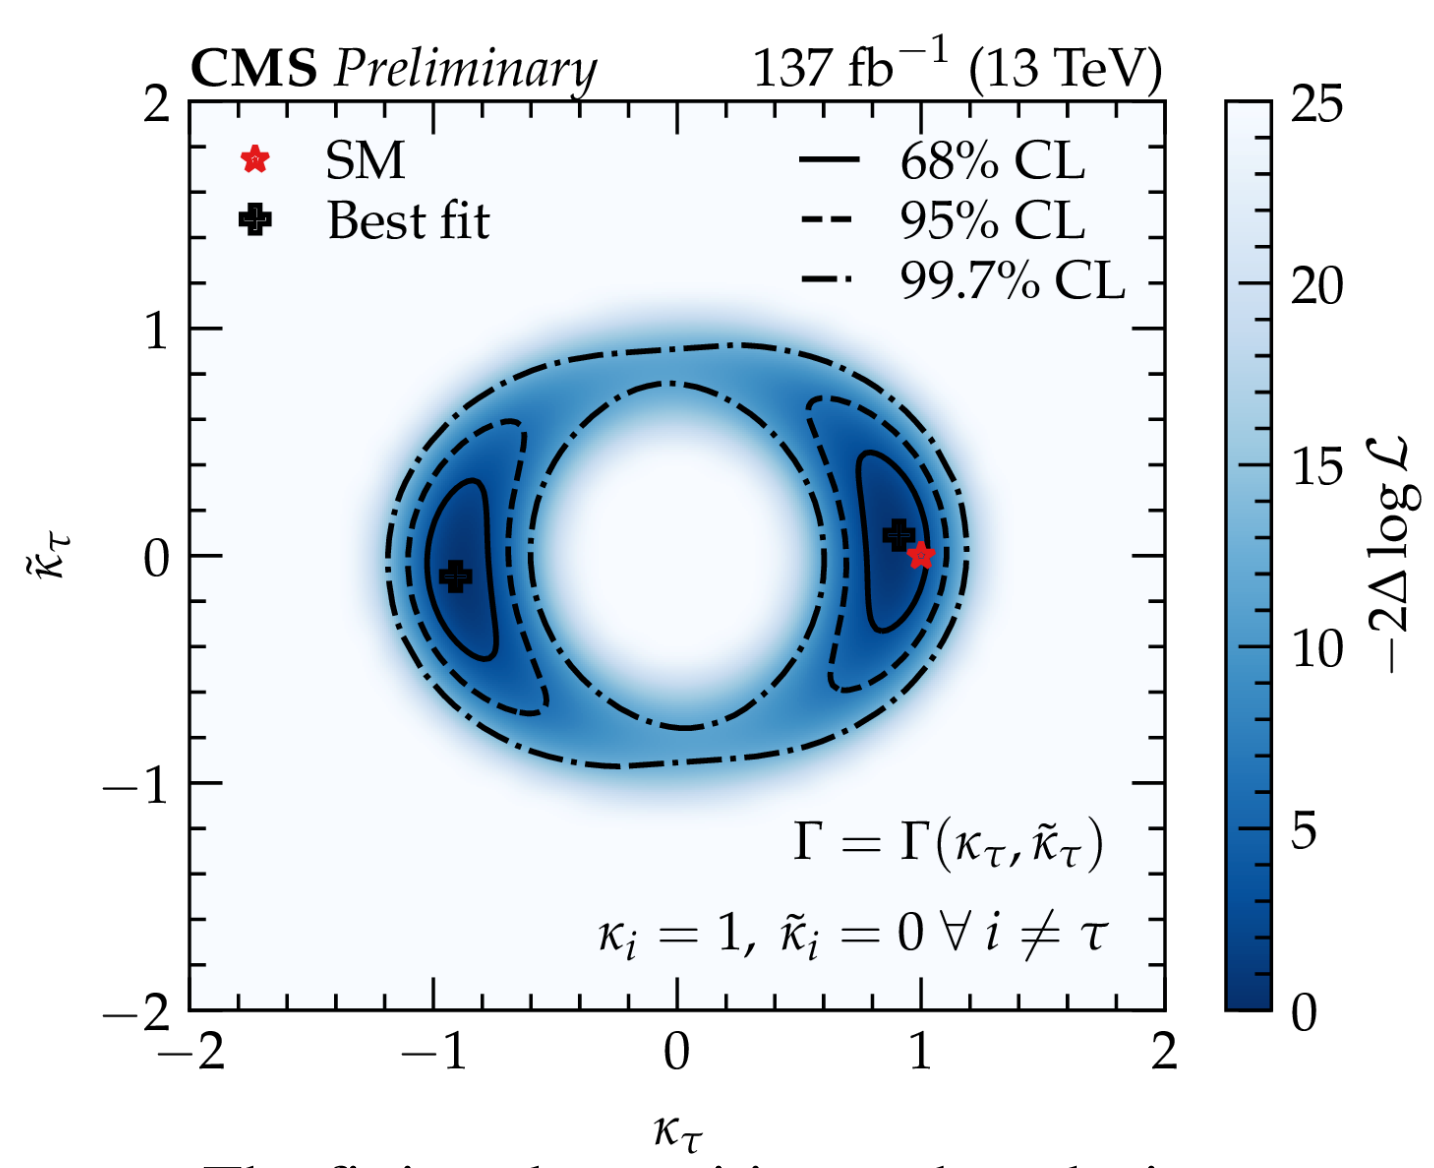 CMS Preliminary 137 fb⁻¹ (13 TeV)
SM
Best fit
68% CL
95% CL
99.7% CL
2
1
0
−1
−2
κ̃τ
Γ = Γ(κτ, κ̃τ)
κi = 1, κ̃i = 0 ∀ i ≠ τ
−2 −1 0 1 2
κτ
25
20
15
10
5
0
−2Δ log ℒ